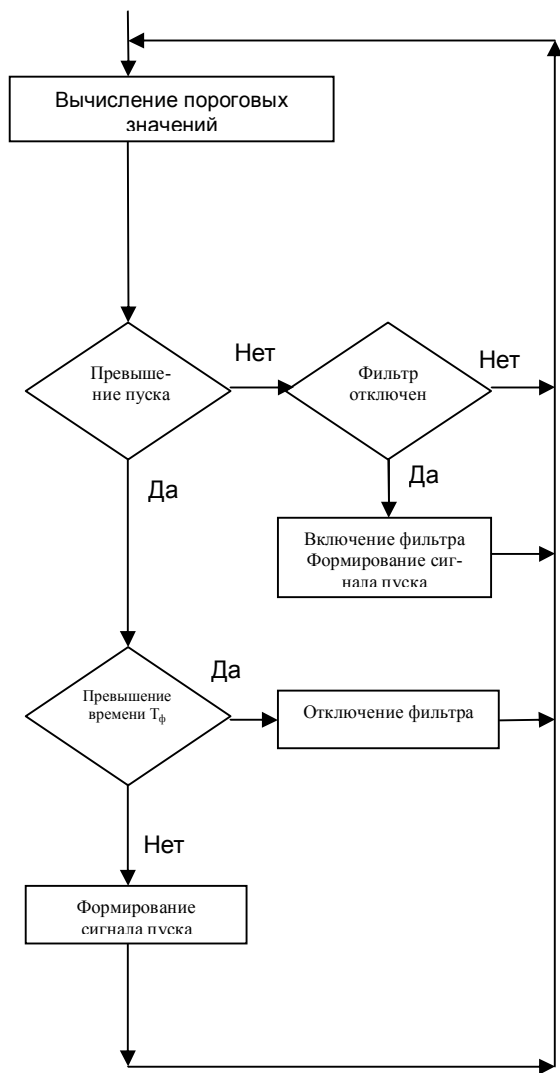 Вычисление пороговых
значений
Превыше-
ние пуска
Нет
Фильтр
отключен
Нет
Да
Да
Включение фильтра
Формирование сиг-
нала пуска
Превышение
времени Тф
Да
Отключение фильтра
Нет
Формирование
сигнала пуска